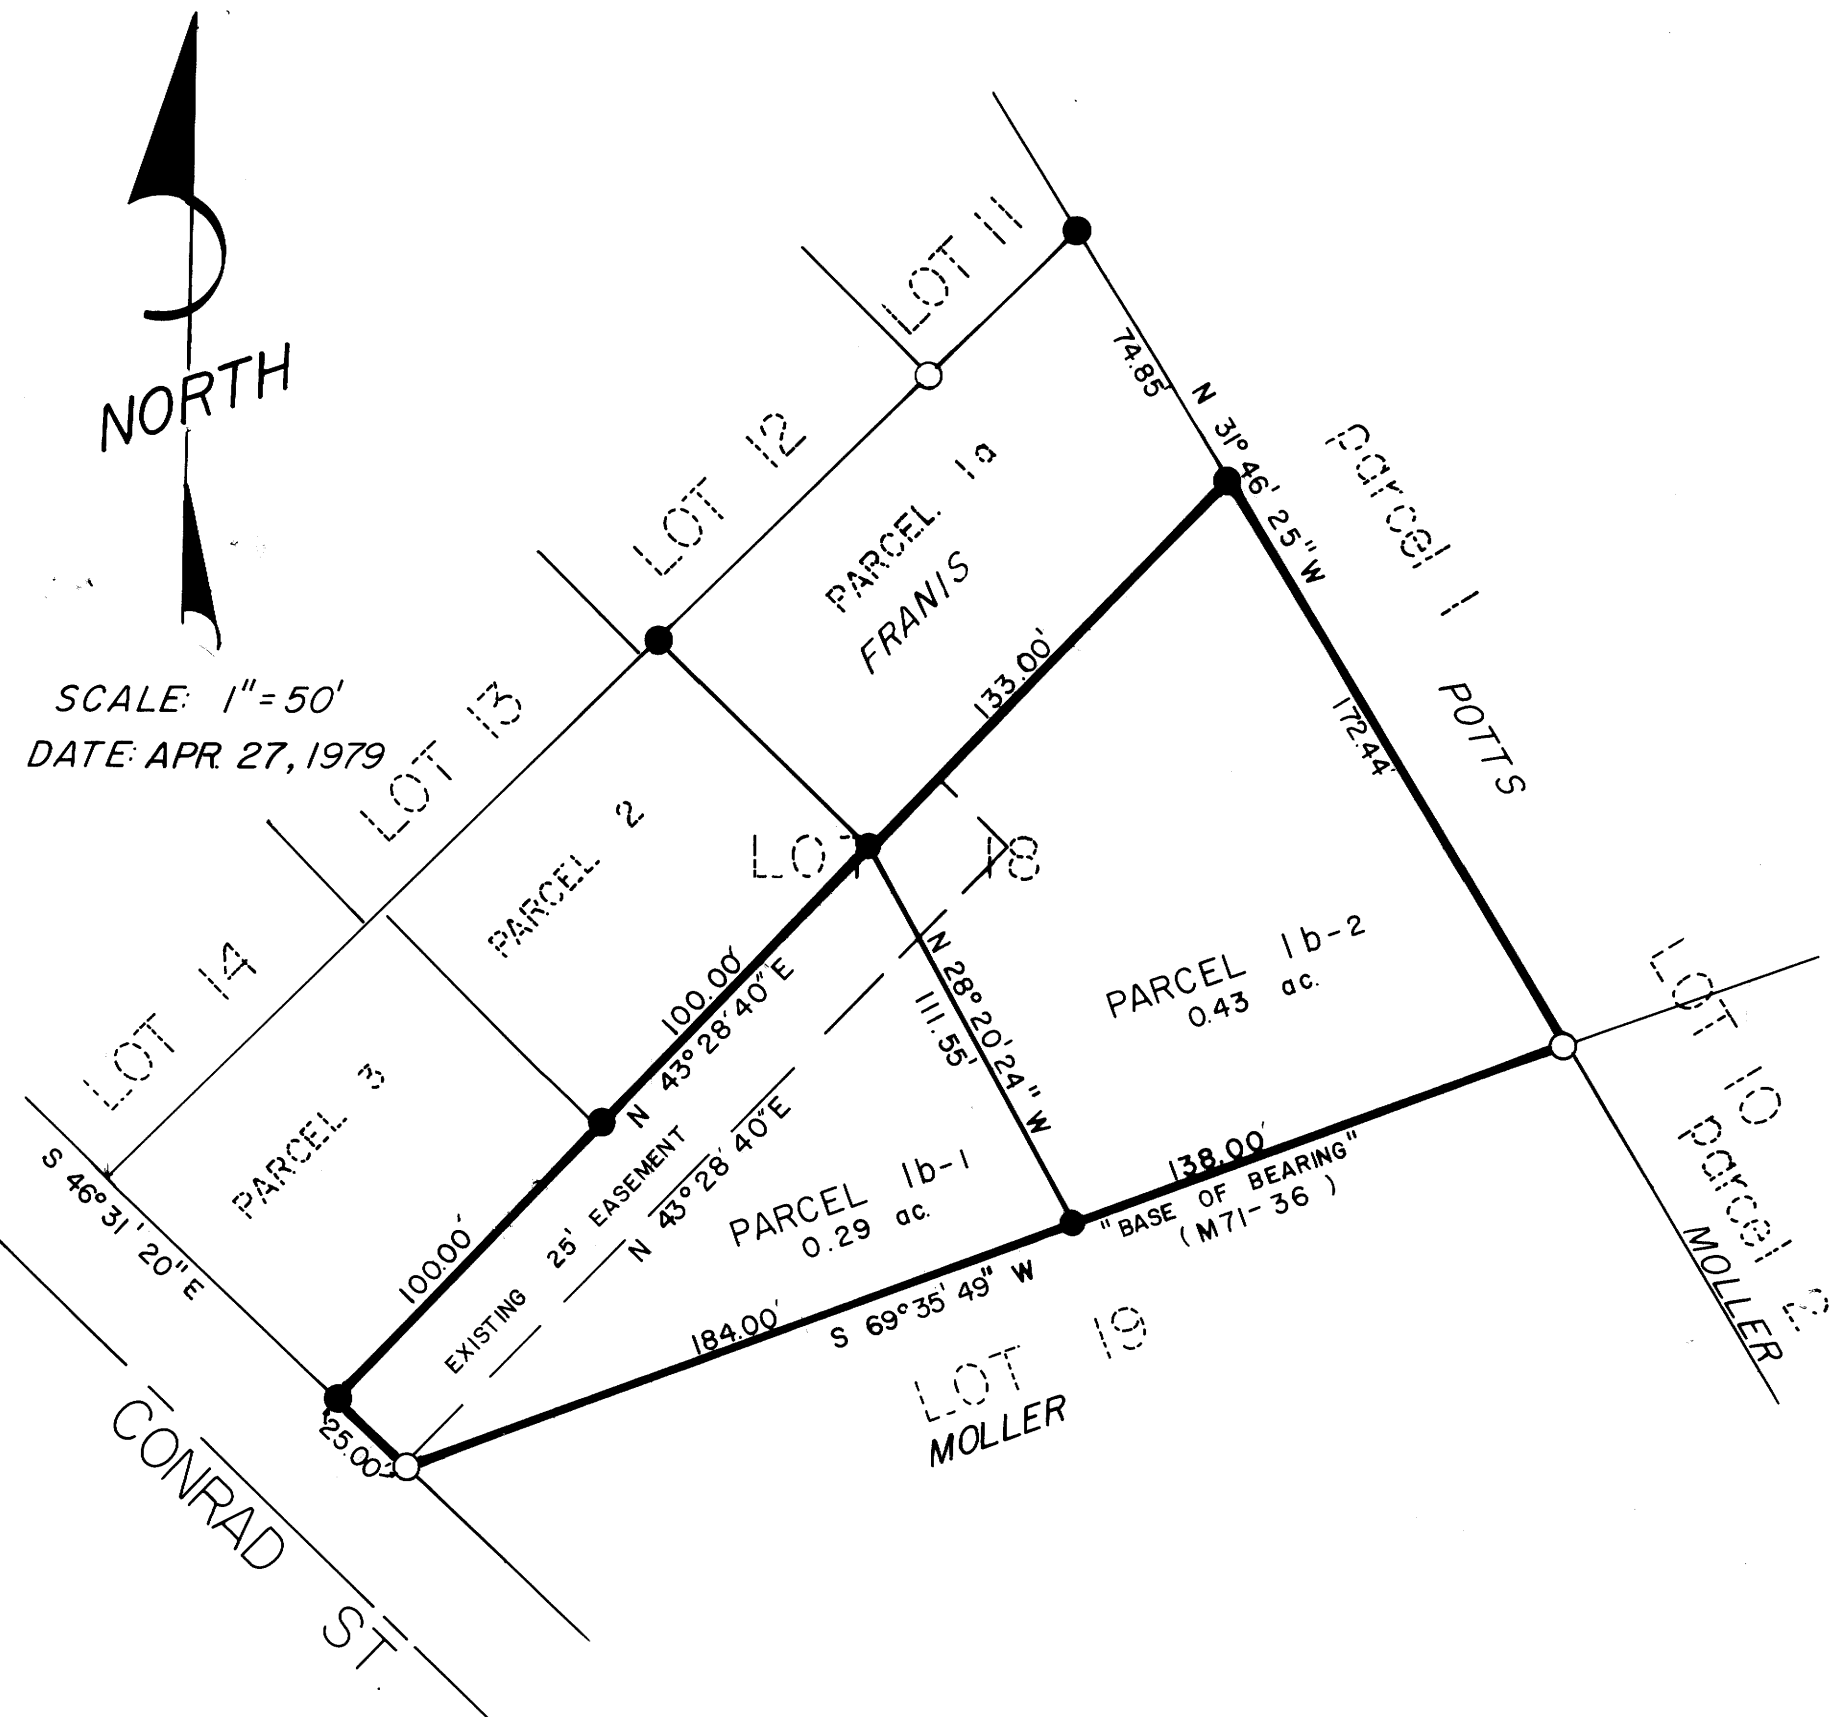 NORTH
SCALE: 1"=50'
DATE: APR. 27, 1979
LOT 11
LOT 12
LOT 13
LOT 14
74.85'
N 31° 46' 25" W
parcel 1
POTTS
172.44'
PARCEL. 1a
FRANIS
133.00'
PARCEL 2
LOT 18
100.00'
N 43° 28' 40" E
PARCEL 3
100.00'
S 46° 31' 20" E
CONRAD ST.
25.00'
EXISTING 25' EASEMENT
N 43° 28' 40" E
N 28° 20' 24" W
111.55'
PARCEL 1b-2
0.43 ac.
PARCEL 1b-1
0.29 ac.
138.00'
"BASE OF BEARING"
(M71-36)
184.00'
S 69° 35' 49" W
LOT 19
MOLLER
LOT 10
parcel 2
MOLLER